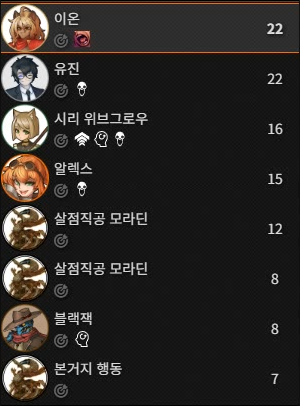 이온
22
유진
22
시리 위브그로우
16
알렉스
15
살점직공 모라딘
12
살점직공 모라딘
8
블랙잭
8
본거지 행동
7